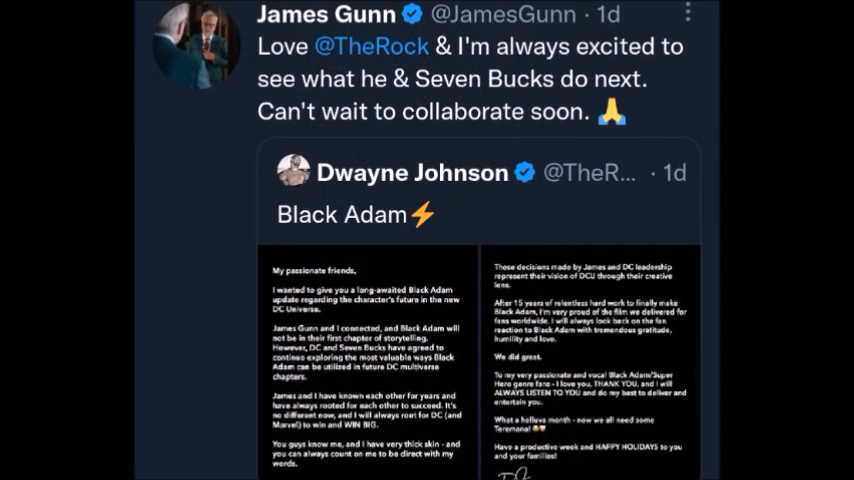 James Gunn @JamesGunn · 1d
Love @TheRock & I'm always excited to
see what he & Seven Bucks do next.
Can't wait to collaborate soon. 🙏
Dwayne Johnson @TheR... · 1d
Black Adam⚡
My passionate friends,
I wanted to give you a long-awaited Black Adam
update regarding the character's future in the new
DC Universe.
James Gunn and I connected, and Black Adam will
not be in their first chapter of storytelling.
However, DC and Seven Bucks have agreed to
continue exploring the most valuable ways Black
Adam can be utilized in future DC multiverse
chapters.
James and I have known each other for years and
have always rooted for each other to succeed. It's
no different now, and I will always root for DC (and
Marvel) to win and WIN BIG.
You guys know me, and I have very thick skin - and
you can always count on me to be direct with my
words.
These decisions made by James and DC leadership
represent their vision of DCU through their creative
lens.
After 15 years of relentless hard work to finally make
Black Adam, I'm very proud of the film we delivered for
fans worldwide. I will always look back on the fan
reaction to Black Adam with tremendous gratitude,
humility and love.
We did great.
To my very passionate and vocal Black Adam/Super
Hero genre fans - I love you, THANK YOU, and I will
ALWAYS LISTEN TO YOU and do my best to deliver and
entertain you.
What a helluva month - now we all need some
Teremana!
Have a productive week and HAPPY HOLIDAYS to you
and your families!